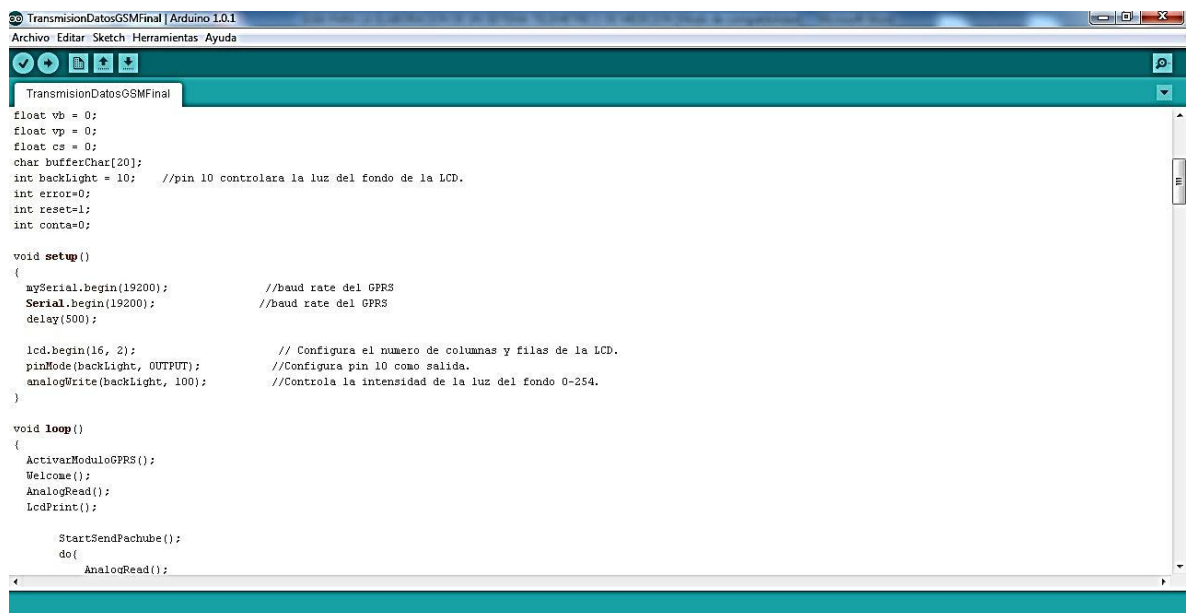 TransmisionDatosGSMFinal | Arduino 1.0.1
Archivo Editar Sketch Herramientas Ayuda
TransmisionDatosGSMFinal
float vb = 0;
float vp = 0;
float cs = 0;
char bufferChar[20];
int backLight = 10;    //pin 10 controlara la luz del fondo de la LCD.
int error=0;
int reset=1;
int conta=0;
void setup()
{
  mySerial.begin(19200);               //baud rate del GPRS
  Serial.begin(19200);                //baud rate del GPRS
  delay(500);
  lcd.begin(16, 2);                      // Configura el numero de columnas y filas de la LCD.
  pinMode(backLight, OUTPUT);           //Configura pin 10 como salida.
  analogWrite(backLight, 100);          //Controla la intensidad de la luz del fondo 0-254.
}
void loop()
{
  ActivarModuloGPRS();
  Welcome();
  AnalogRead();
  LcdPrint();
       StartSendPachube();
       do{
           AnalogRead();